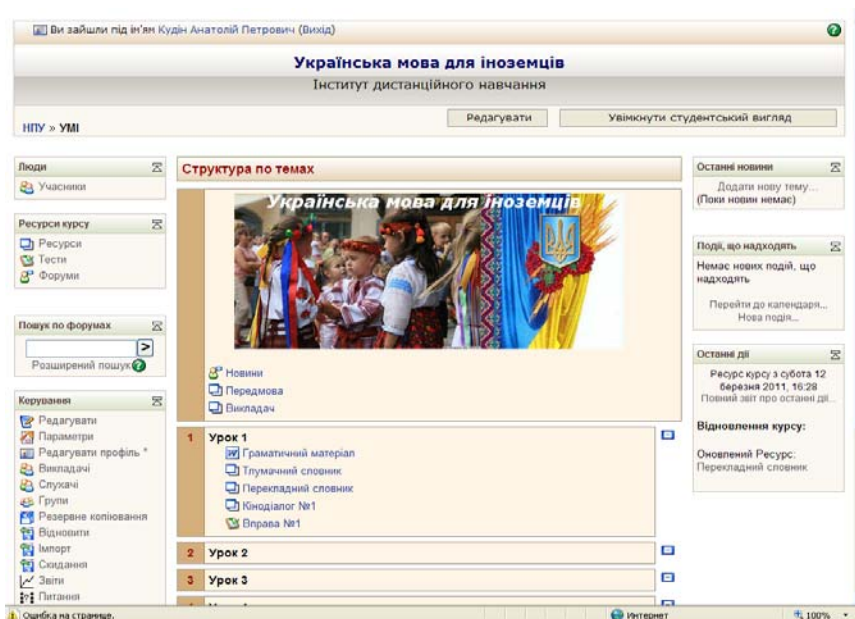 Ви зайшли під ім'ям Кудін Анатолій Петрович (Вихід)
Українська мова для іноземців
Інститут дистанційного навчання
НПУ » УМІ
Редагувати
Увімкнути студентський вигляд
Люди
Учасники
Ресурси курсу
Ресурси
Тести
Форуми
Пошук по форумах
>
Розширений пошук
Керування
Редагувати
Параметри
Редагувати профіль *
Викладачі
Слухачі
Групи
Резервне копіювання
Відновити
Імпорт
Скидання
Звіти
Питання
Структура по темах
Українська мова для іноземців
Новини
Передмова
Викладач
1 Урок 1
Граматичний матеріал
Тлумачний словник
Перекладний словник
Кінодіалог №1
Вправа №1
2 Урок 2
3 Урок 3
Останні новини
Додати нову тему...
(Поки новин немає)
Події, що надходять
Немає нових подій, що
надходять
Перейти до календаря...
Нова подія...
Останні дії
Ресурс курсу з субота 12
березня 2011, 16:28
Повний звіт про останні дії...
Відновлення курсу:
Оновлений Ресурс:
Перекладний словник
Ошибка на странице.
Интернет
100%